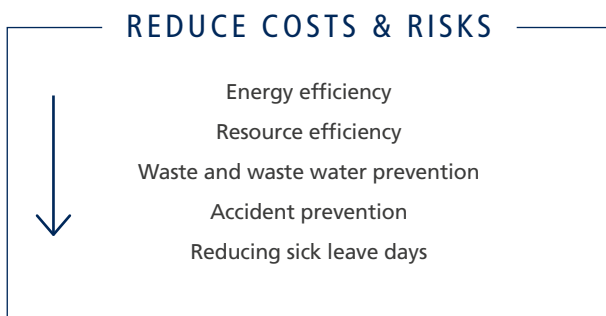 REDUCE COSTS & RISKS
Energy efficiency
Resource efficiency
Waste and waste water prevention
Accident prevention
Reducing sick leave days